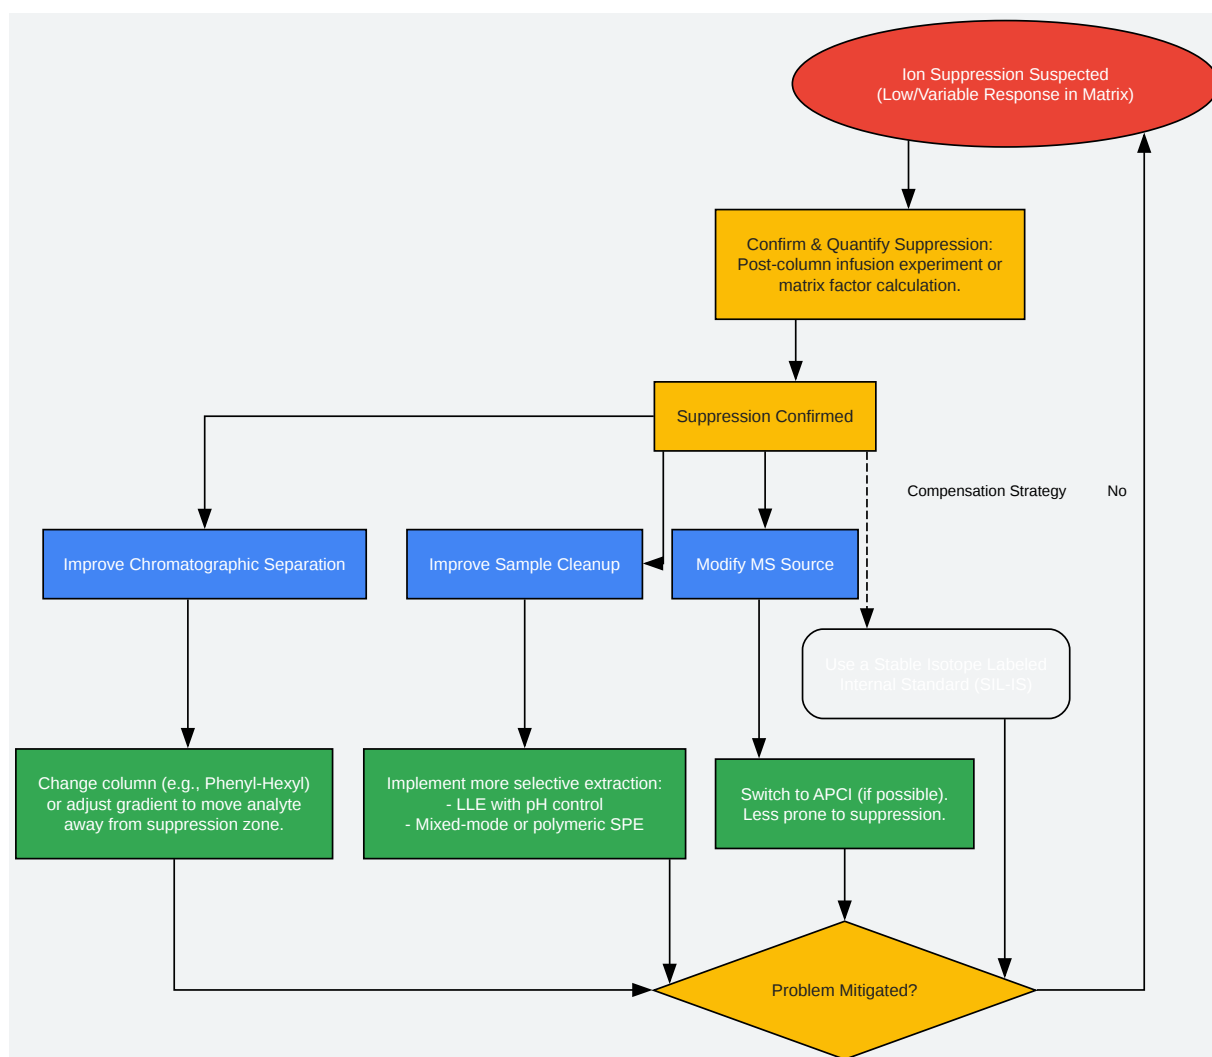 Ion Suppression Suspected
(Low/Variable Response in Matrix)
Confirm & Quantify Suppression:
Post-column infusion experiment or
matrix factor calculation.
Suppression Confirmed
Compensation Strategy
No
Improve Chromatographic Separation
Improve Sample Cleanup
Modify MS Source
Use a Stable Isotope Labeled
Internal Standard (SIL-IS)
Change column (e.g., Phenyl-Hexyl)
or adjust gradient to move analyte
away from suppression zone.
Implement more selective extraction:
- LLE with pH control
- Mixed-mode or polymeric SPE
Switch to APCI (if possible).
Less prone to suppression.
Problem Mitigated?